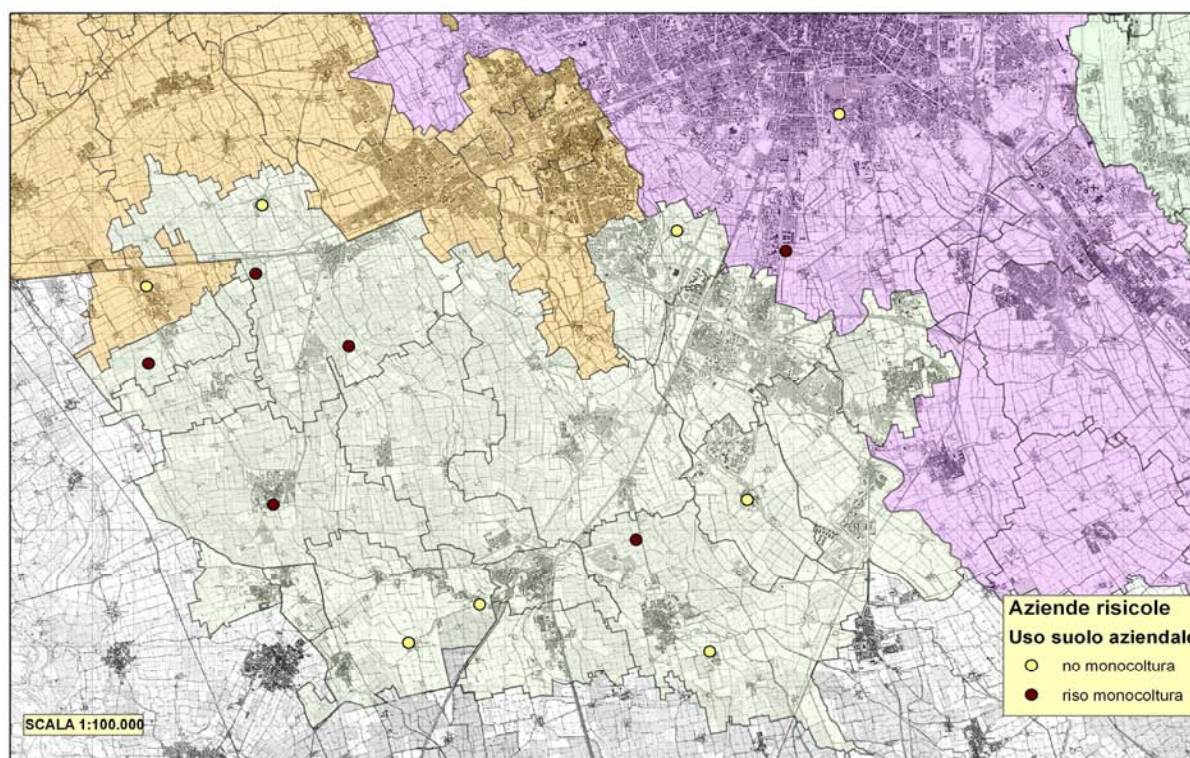 Aziende risicole
Uso suolo aziendale
no monocoltura
riso monocoltura
SCALA 1:100.000